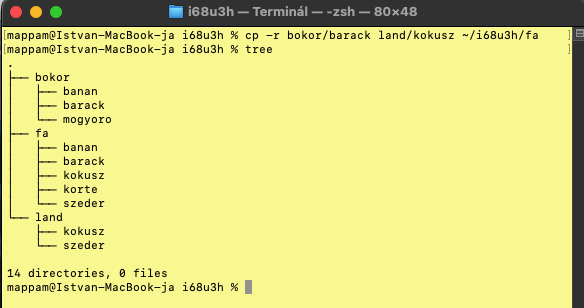 i68u3h — Terminál — -zsh — 80×48
[mappam@Istvan-MacBook-ja i68u3h % cp -r bokor/barack land/kokusz ~/i68u3h/fa ]
[mappam@Istvan-MacBook-ja i68u3h % tree ]
.
├── bokor
│   ├── banan
│   ├── barack
│   └── mogyoro
├── fa
│   ├── banan
│   ├── barack
│   ├── kokusz
│   ├── korte
│   └── szeder
└── land
    ├── kokusz
    └── szeder

14 directories, 0 files
mappam@Istvan-MacBook-ja i68u3h %